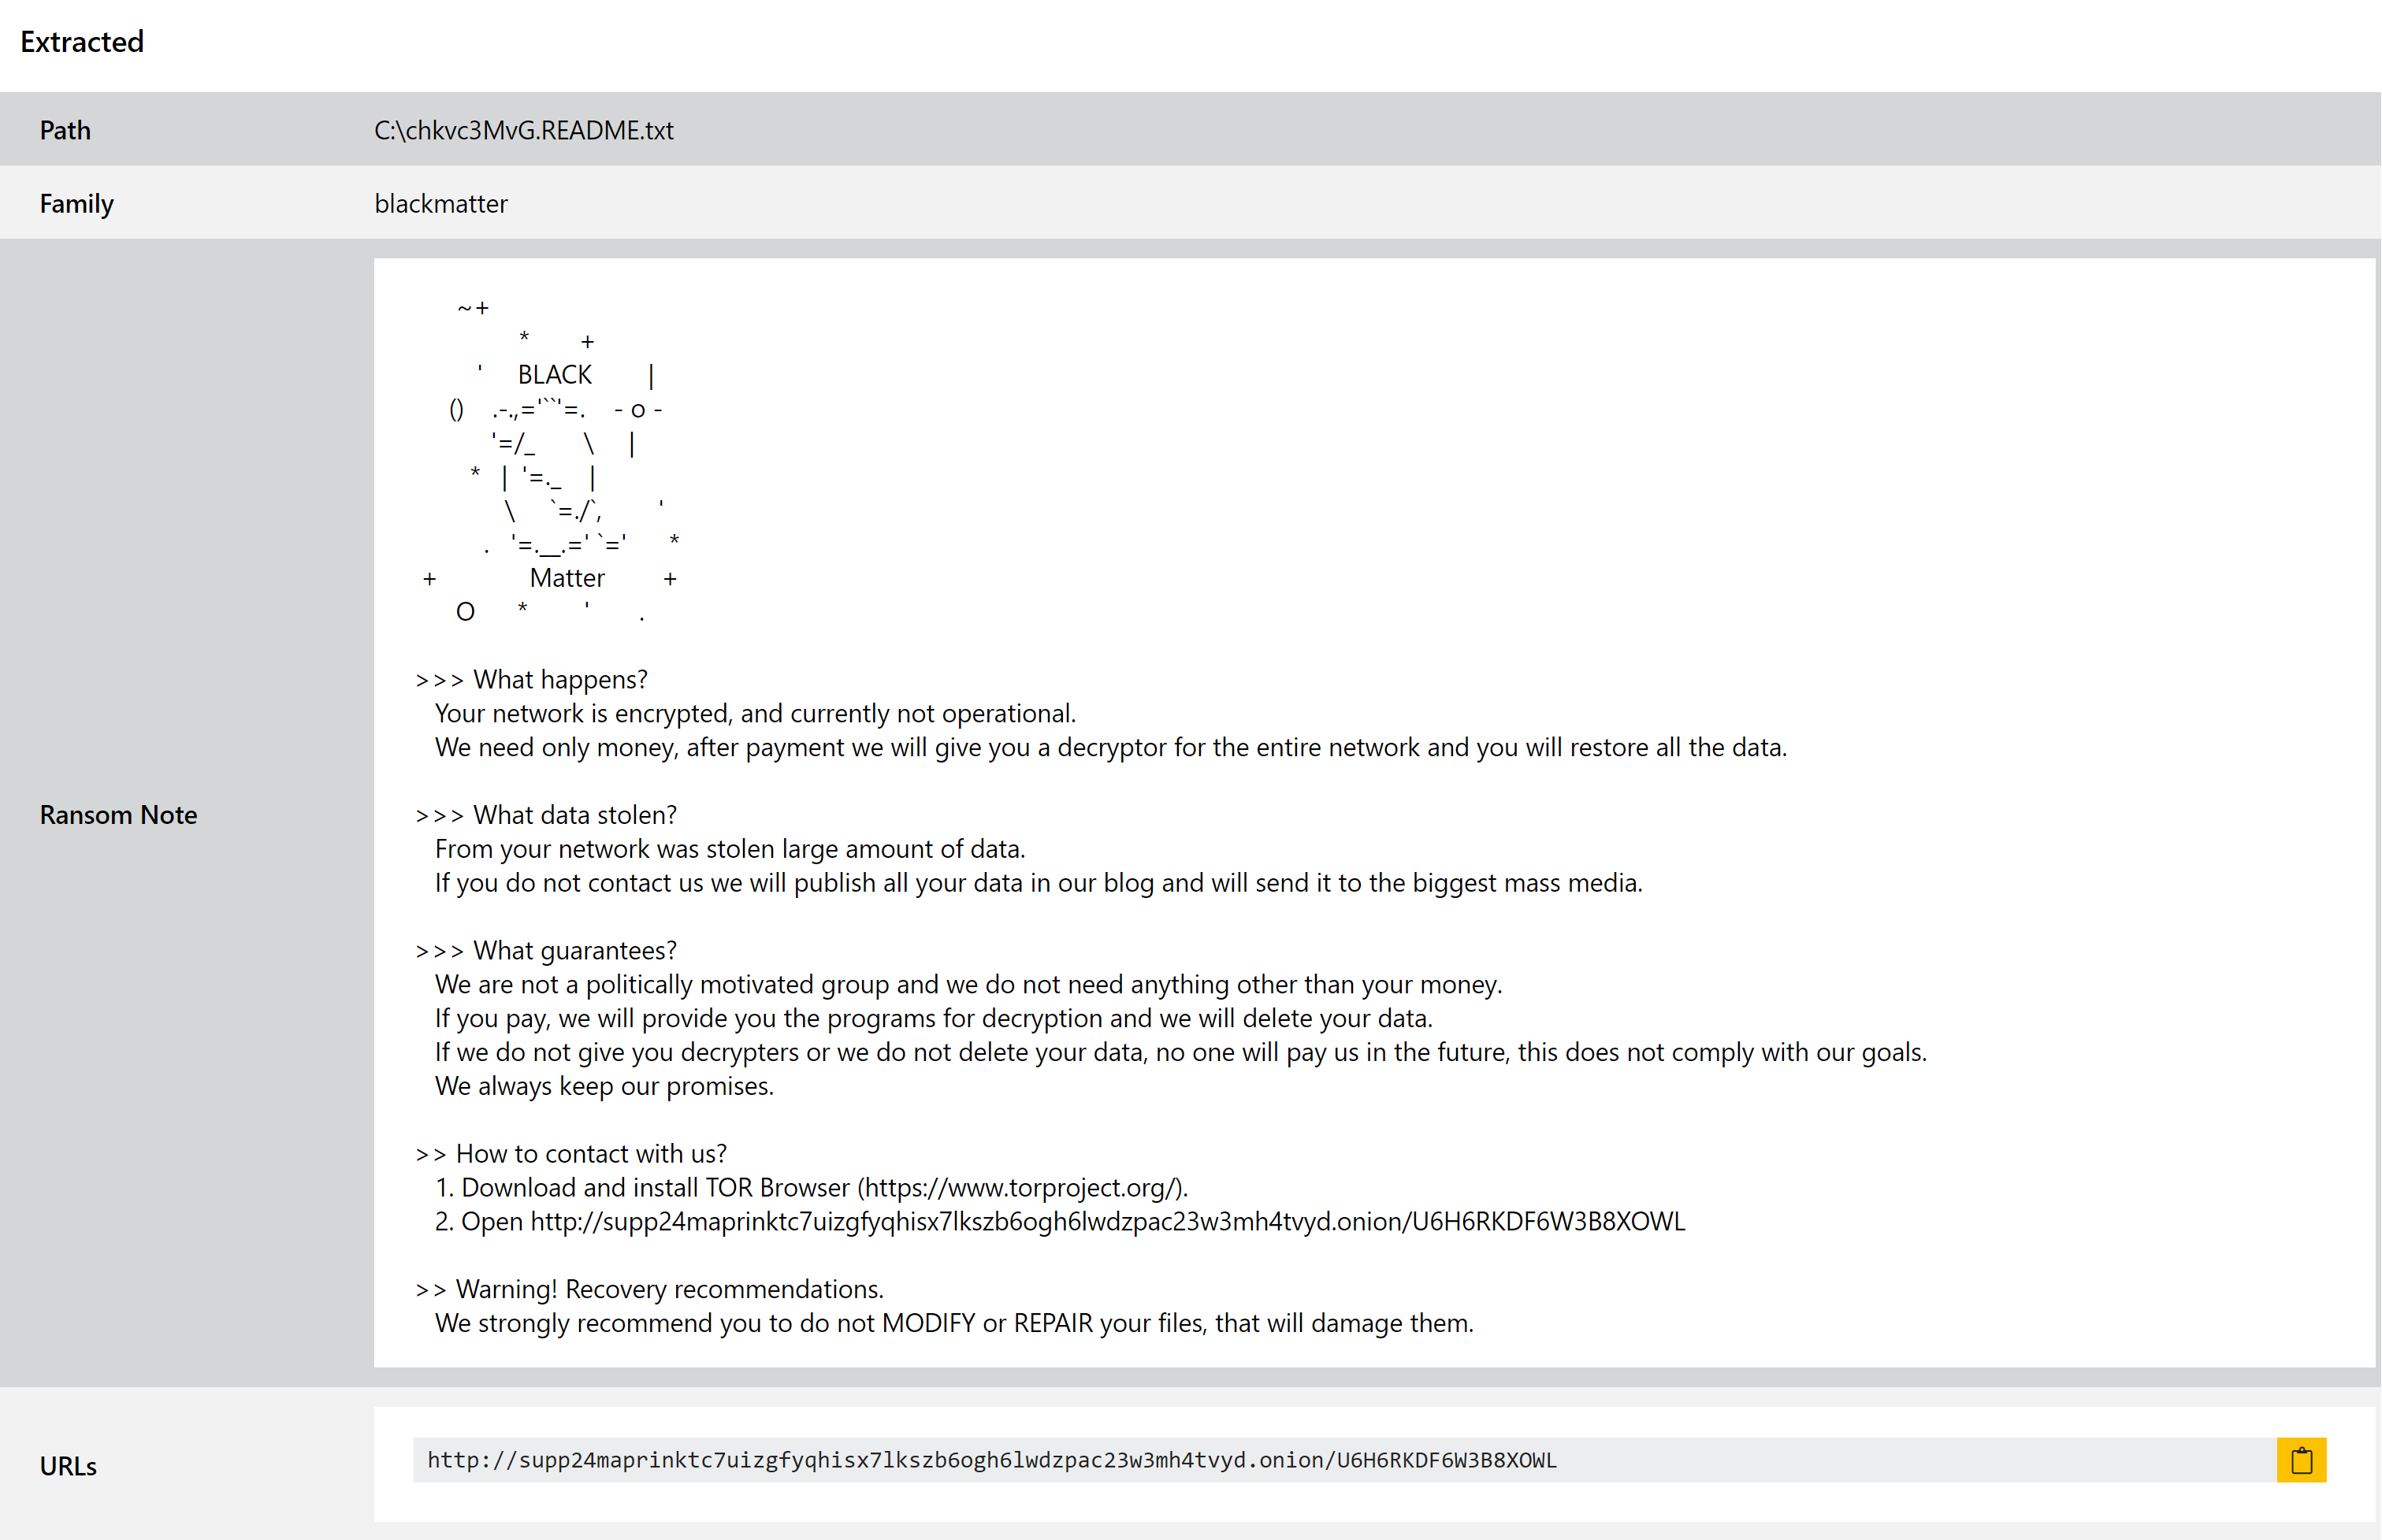 Extracted
Path C:\chkvc3MvG.README.txt
Family blackmatter
Ransom Note
~+
* +
' BLACK |
() .-.,='``'=. - o -
'=/_ \ |
* | '=._ |
\ `=./`, '
. '=.__.=' `=' *
+ Matter +
O * ' .
>>> What happens?
Your network is encrypted, and currently not operational.
We need only money, after payment we will give you a decryptor for the entire network and you will restore all the data.
>>> What data stolen?
From your network was stolen large amount of data.
If you do not contact us we will publish all your data in our blog and will send it to the biggest mass media.
>>> What guarantees?
We are not a politically motivated group and we do not need anything other than your money.
If you pay, we will provide you the programs for decryption and we will delete your data.
If we do not give you decrypters or we do not delete your data, no one will pay us in the future, this does not comply with our goals.
We always keep our promises.
>> How to contact with us?
1. Download and install TOR Browser (https://www.torproject.org/).
2. Open http://supp24maprinktc7uizgfyqhisx7lkszb6ogh6lwdzpac23w3mh4tvyd.onion/U6H6RKDF6W3B8XOWL
>> Warning! Recovery recommendations.
We strongly recommend you to do not MODIFY or REPAIR your files, that will damage them.
URLs
http://supp24maprinktc7uizgfyqhisx7lkszb6ogh6lwdzpac23w3mh4tvyd.onion/U6H6RKDF6W3B8XOWL